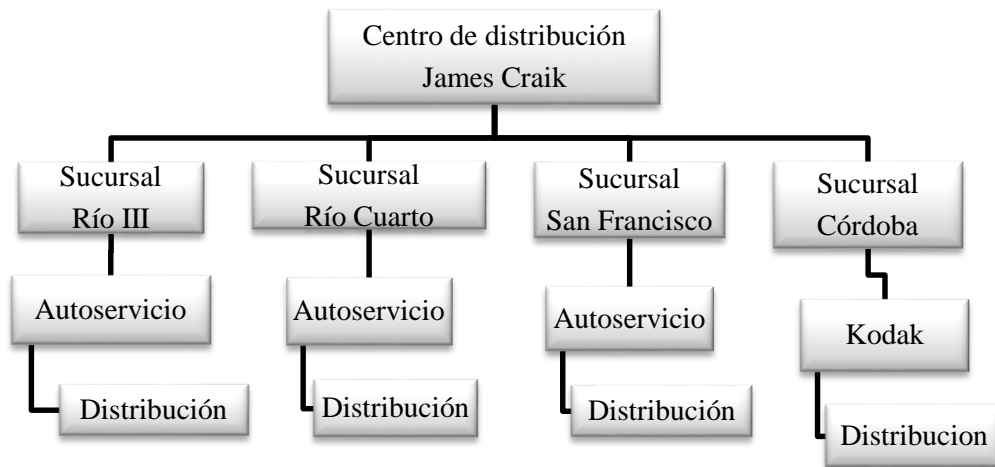 Centro de distribución
James Craik
Sucursal
Río III
Sucursal
Río Cuarto
Sucursal
San Francisco
Sucursal
Córdoba
Autoservicio
Autoservicio
Autoservicio
Kodak
Distribución
Distribución
Distribución
Distribucion